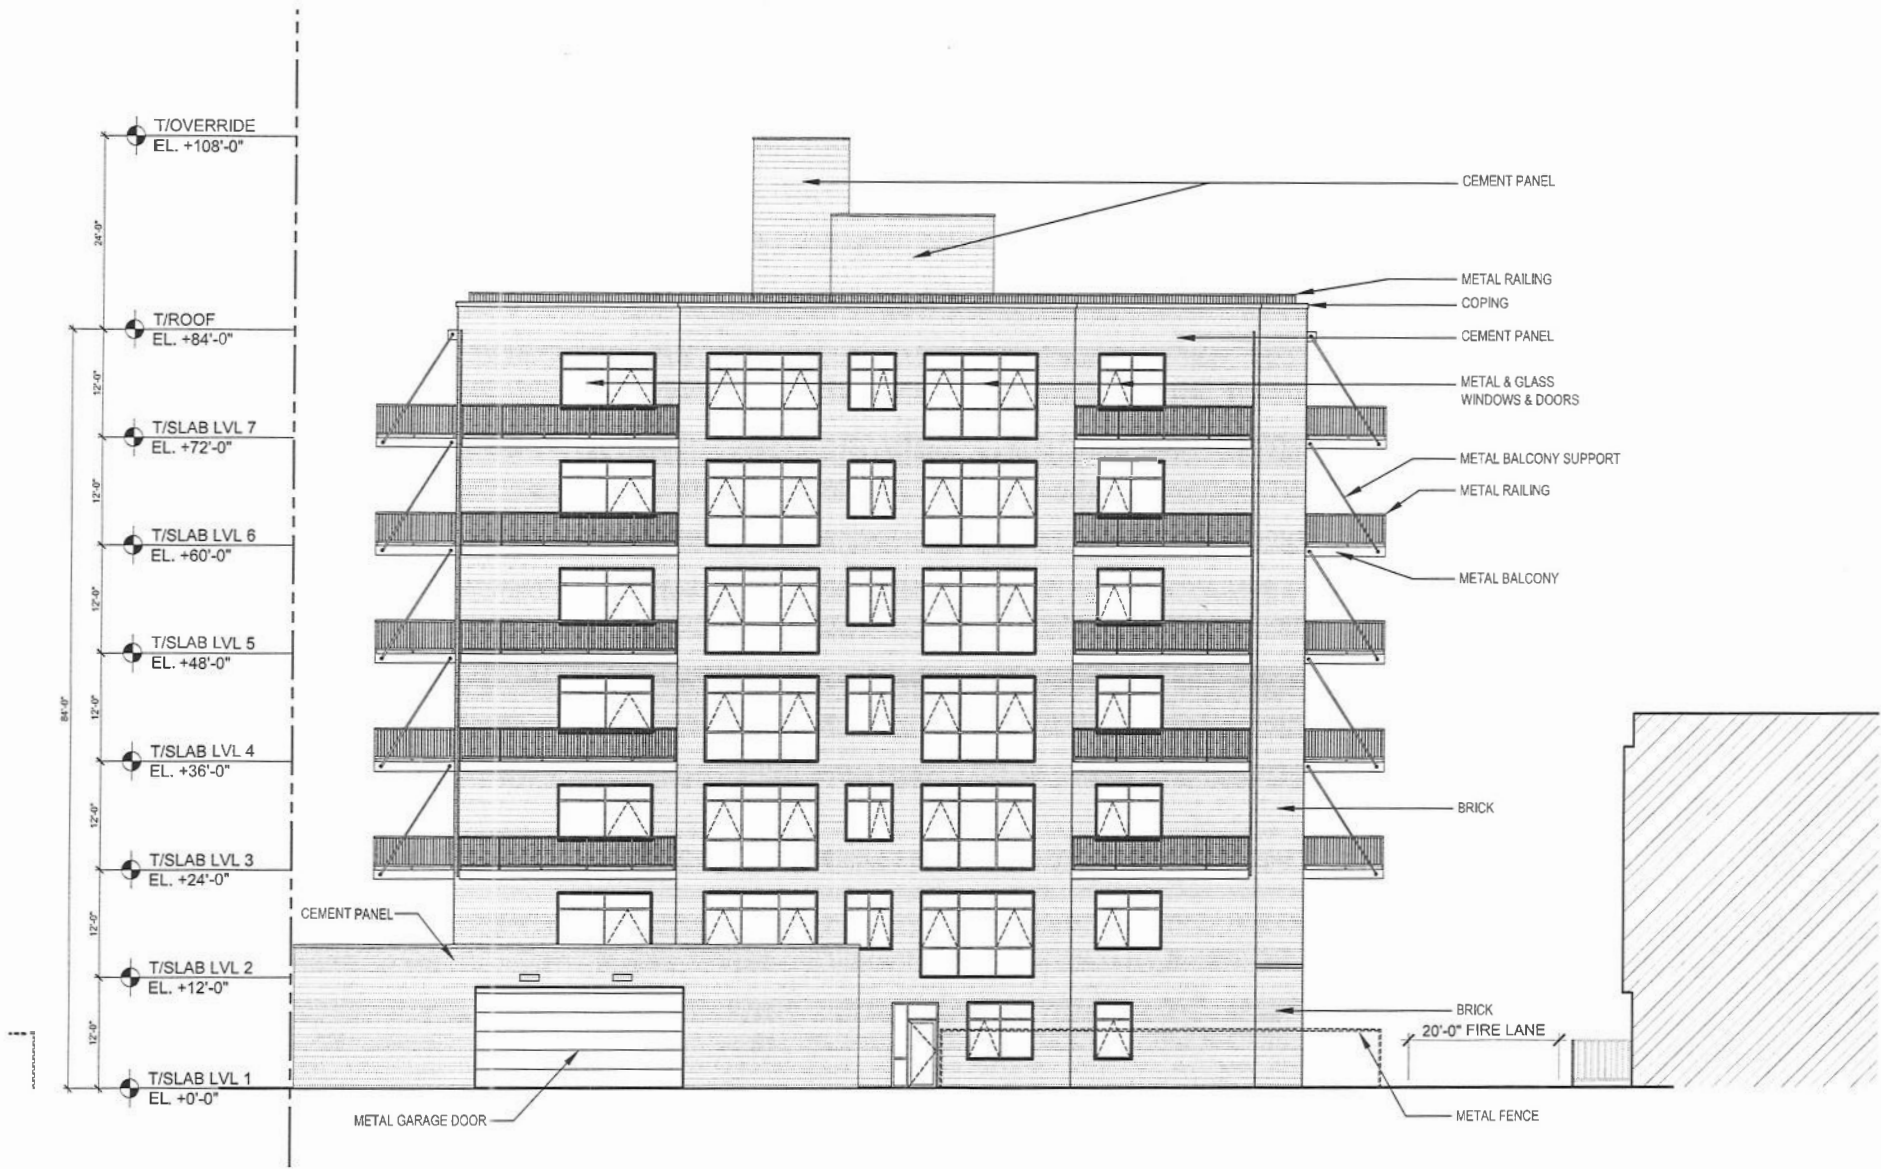 T/OVERRIDE
EL. +108'-0"
24'-0"
T/ROOF
EL. +84'-0"
12'-0"
T/SLAB LVL 7
EL. +72'-0"
12'-0"
T/SLAB LVL 6
EL. +60'-0"
12'-0"
T/SLAB LVL 5
EL. +48'-0"
84'-0"
12'-0"
T/SLAB LVL 4
EL. +36'-0"
12'-0"
T/SLAB LVL 3
EL. +24'-0"
12'-0"
T/SLAB LVL 2
EL. +12'-0"
12'-0"
T/SLAB LVL 1
EL. +0'-0"
CEMENT PANEL
METAL GARAGE DOOR
CEMENT PANEL
METAL RAILING
COPING
CEMENT PANEL
METAL & GLASS
WINDOWS & DOORS
METAL BALCONY SUPPORT
METAL RAILING
METAL BALCONY
BRICK
BRICK
20'-0" FIRE LANE
METAL FENCE